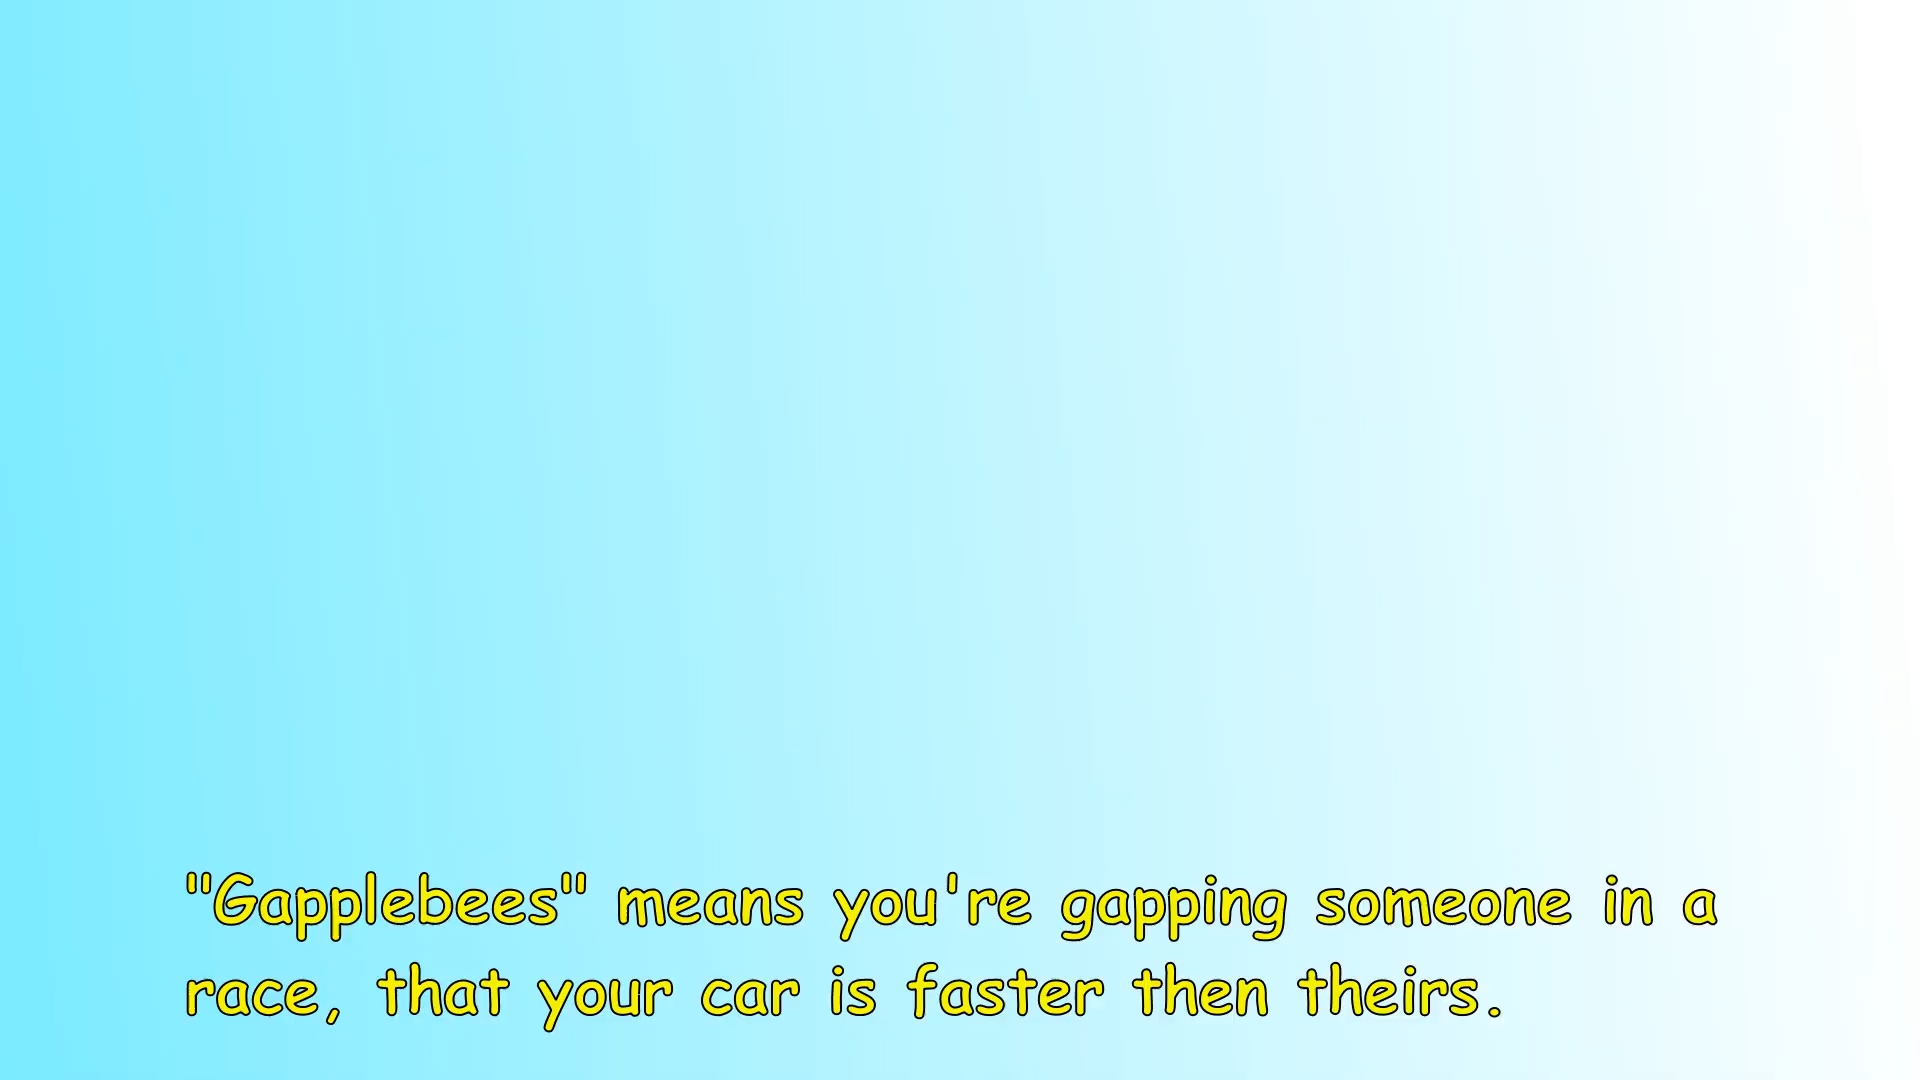 "Gapplebees" means you're gapping someone in a
race, that your car is faster then theirs.